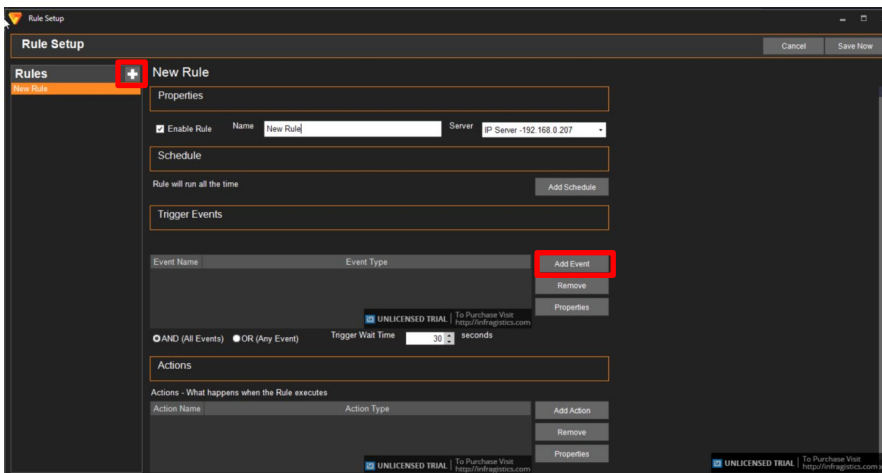 Rule Setup
Rule Setup
Cancel
Save Now
Rules
New Rule
New Rule
Properties
Enable Rule
Name
New Rule
Server
IP Server -192.168.0.207
Schedule
Rule will run all the time
Add Schedule
Trigger Events
Event Name
Event Type
Add Event
Remove
Properties
UNLICENSED TRIAL
To Purchase Visit
http://infragistics.com
AND (All Events)
OR (Any Event)
Trigger Wait Time
30
seconds
Actions
Actions - What happens when the Rule executes
Action Name
Action Type
Add Action
Remove
Properties
UNLICENSED TRIAL
To Purchase Visit
http://infragistics.com
UNLICENSED TRIAL
To Purchase Visit
http://infragistics.com